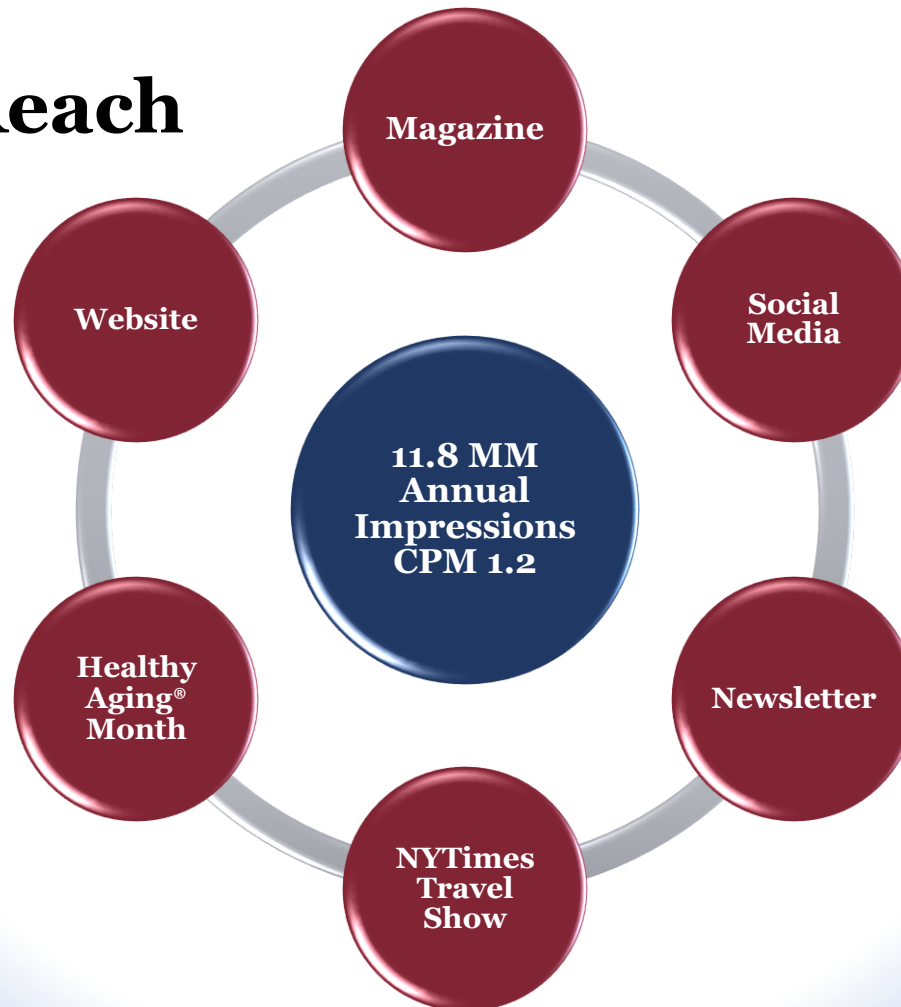 Reach
Magazine
Social
Media
Newsletter
NYTimes
Travel
Show
Healthy
Aging®
Month
Website
11.8 MM
Annual
Impressions
CPM 1.2